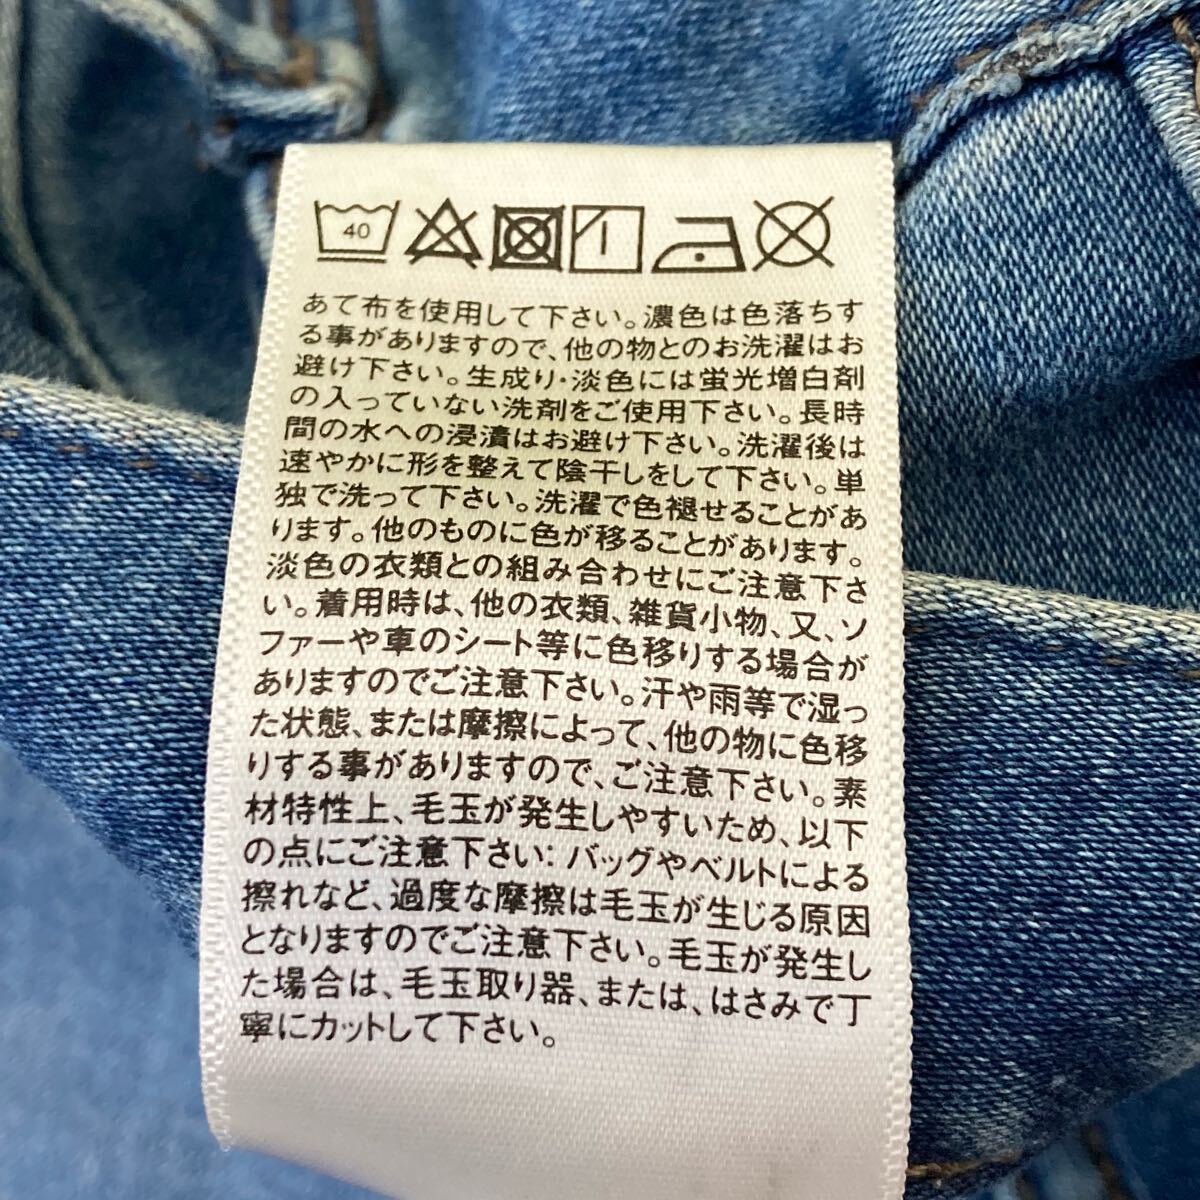 40
あて布を使用して下さい。濃色は色落ちす
る事がありますので、他の物とのお洗濯はお
避け下さい。生成り・淡色には蛍光増白剤
の入っていない洗剤をご使用下さい。長時
間の水への浸漬はお避け下さい。洗濯後は
速やかに形を整えて陰干しをして下さい。単
独で洗って下さい。洗濯で色褪せることがあ
ります。他のものに色が移ることがあります。
淡色の衣類との組み合わせにご注意下さ
い。着用時は、他の衣類、雑貨小物、又、ソ
ファーや車のシート等に色移りする場合が
ありますのでご注意下さい。汗や雨等で湿っ
た状態、または摩擦によって、他の物に色移
りする事がありますので、ご注意下さい。素
材特性上、毛玉が発生しやすいため、以下
の点にご注意下さい:バッグやベルトによる
擦れなど、過度な摩擦は毛玉が生じる原因
となりますのでご注意下さい。毛玉が発生し
た場合は、毛玉取り器、または、はさみで丁
寧にカットして下さい。